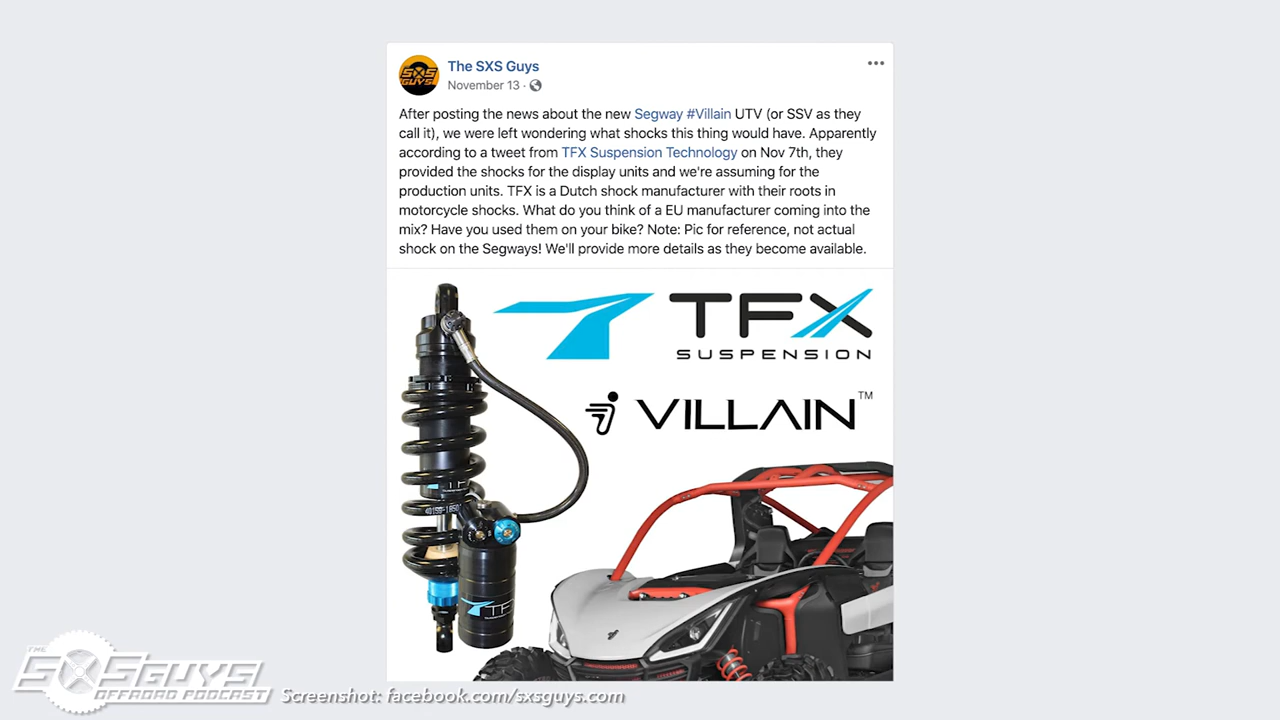 The SXS Guys
November 13 ·
After posting the news about the new Segway #Villain UTV (or SSV as they
call it), we were left wondering what shocks this thing would have. Apparently
according to a tweet from TFX Suspension Technology on Nov 7th, they
provided the shocks for the display units and we're assuming for the
production units. TFX is a Dutch shock manufacturer with their roots in
motorcycle shocks. What do you think of a EU manufacturer coming into the
mix? Have you used them on your bike? Note: Pic for reference, not actual
shock on the Segways! We'll provide more details as they become available.
TFX
SUSPENSION
VILLAIN™
TFX
THE
SXSGUYS
OFFROAD PODCAST
Screenshot: facebook.com/sxsguys.com